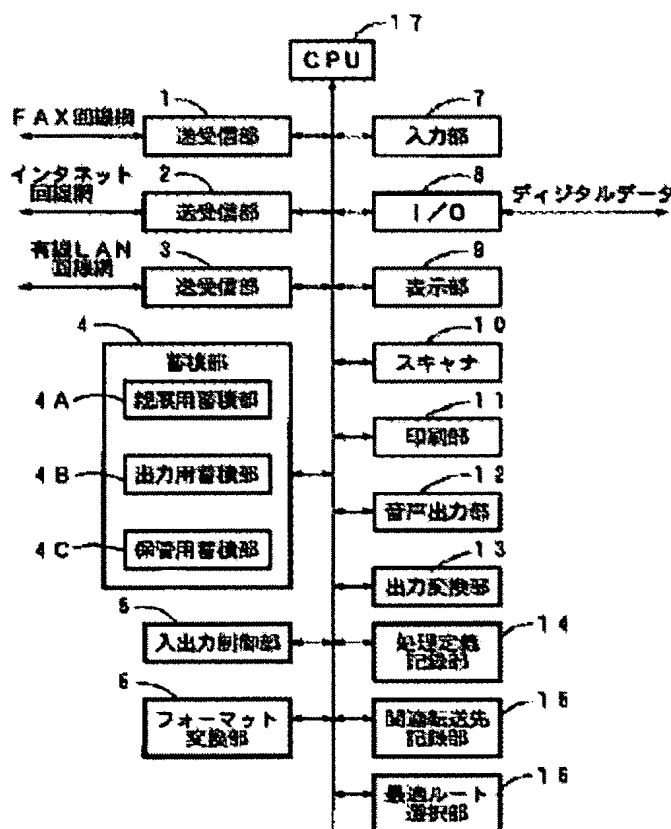 17
CPU
1
FAX回線網
送受信部
7
入力部
インタネット
回線網
2
送受信部
8
I/O
ディジタルデータ
有線LAN
回線網
3
送受信部
9
表示部
4
蓄積部
4A
蓄積部
4B
出力用蓄積部
4C
保管用蓄積部
10
スキャナ
11
印刷部
12
音声出力部
13
出力変換部
5
入出力制御部
14
処理定義
記録部
6
フォーマット
変換部
15
関連転送先
記録部
16
最適ルート
選択部